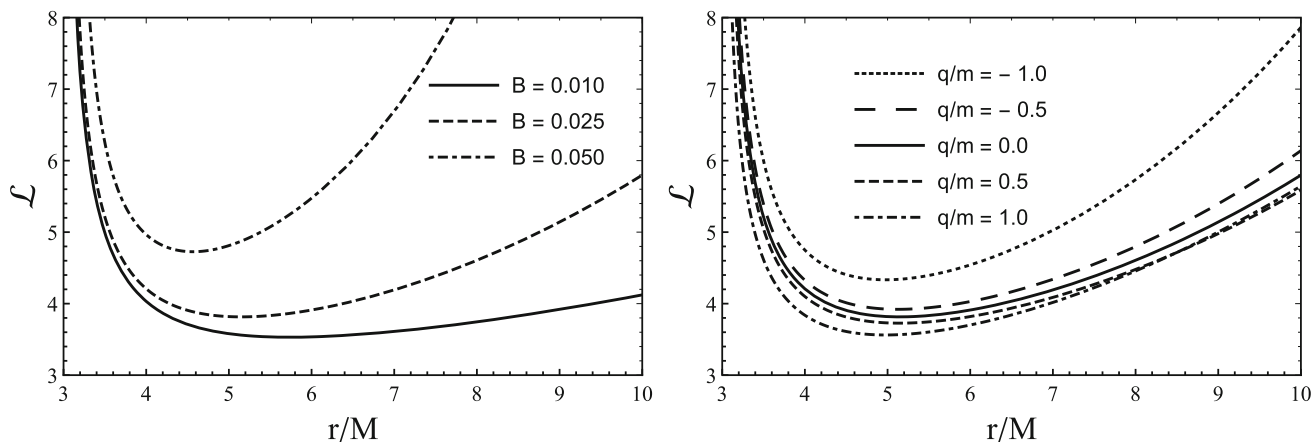 8
7
6
5
4
3
ℒ
B = 0.010
B = 0.025
B = 0.050
3 4 5 6 7 8 9 10
r/M
8
7
6
5
4
3
ℒ
q/m = − 1.0
q/m = − 0.5
q/m = 0.0
q/m = 0.5
q/m = 1.0
3 4 5 6 7 8 9 10
r/M